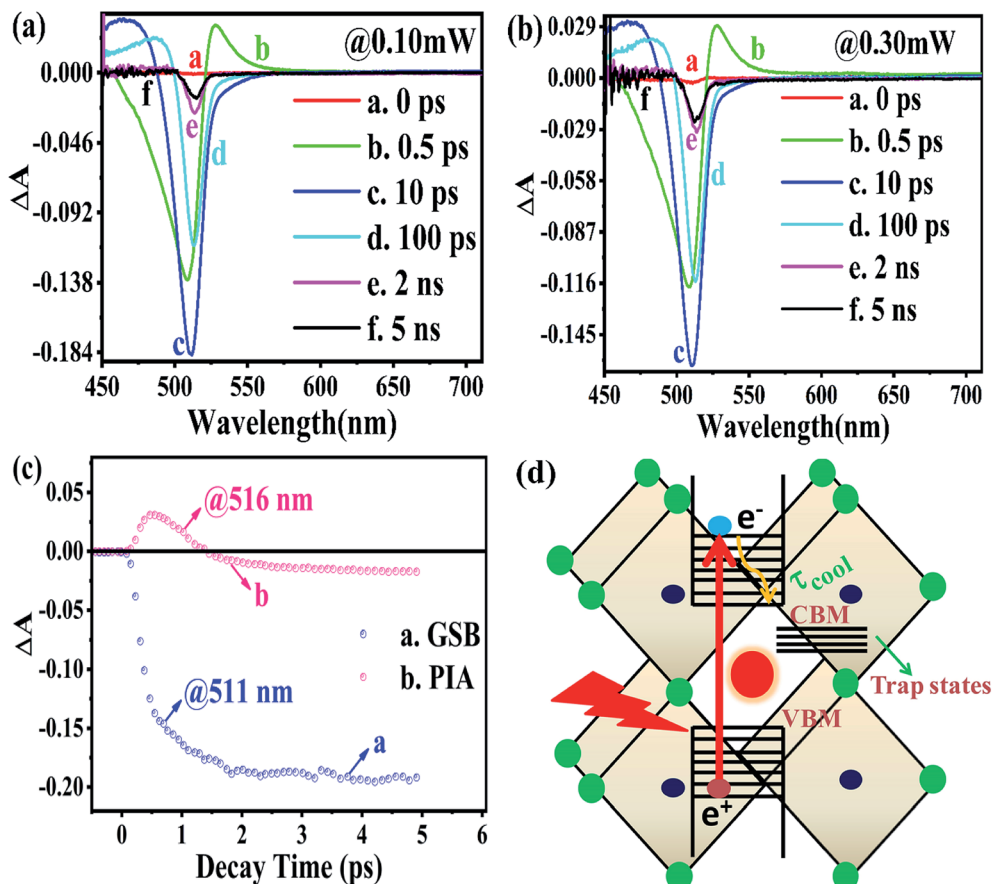 (a)
@0.10mW
0.000
-0.046
-0.092
-0.138
-0.184
ΔA
a
b
f
e
d
c
a. 0 ps
b. 0.5 ps
c. 10 ps
d. 100 ps
e. 2 ns
f. 5 ns
450 500 550 600 650 700
Wavelength(nm)
(b)
@0.30mW
0.029
0.000
-0.029
-0.058
-0.087
-0.116
-0.145
ΔA
b
a
f
e
d
c
a. 0 ps
b. 0.5 ps
c. 10 ps
d. 100 ps
e. 2 ns
f. 5 ns
450 500 550 600 650 700
Wavelength(nm)
(c)
0.05
0.00
-0.05
-0.10
-0.15
-0.20
ΔA
@516 nm
b
a. GSB
b. PIA
@511 nm
a
0 1 2 3 4 5 6
Decay Time (ps)
(d)
e-
τcool
CBM
Trap states
VBM
e+